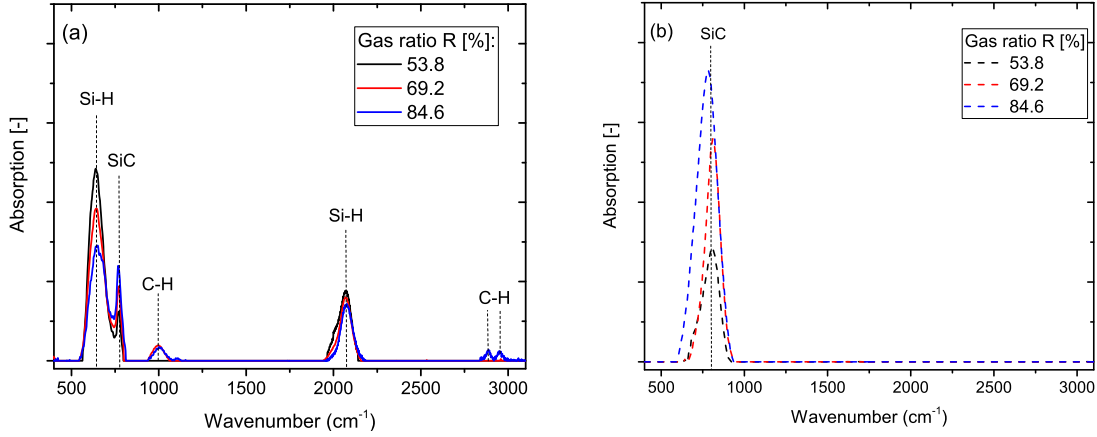 (a)
Gas ratio R [%]:
53.8
69.2
84.6
Si-H
SiC
C-H
Si-H
C-H
Absorption [-]
500 1000 1500 2000 2500 3000
Wavenumber (cm⁻¹)
(b)
SiC
Gas ratio R [%]
53.8
69.2
84.6
Absorption [-]
500 1000 1500 2000 2500 3000
Wavenumber (cm⁻¹)